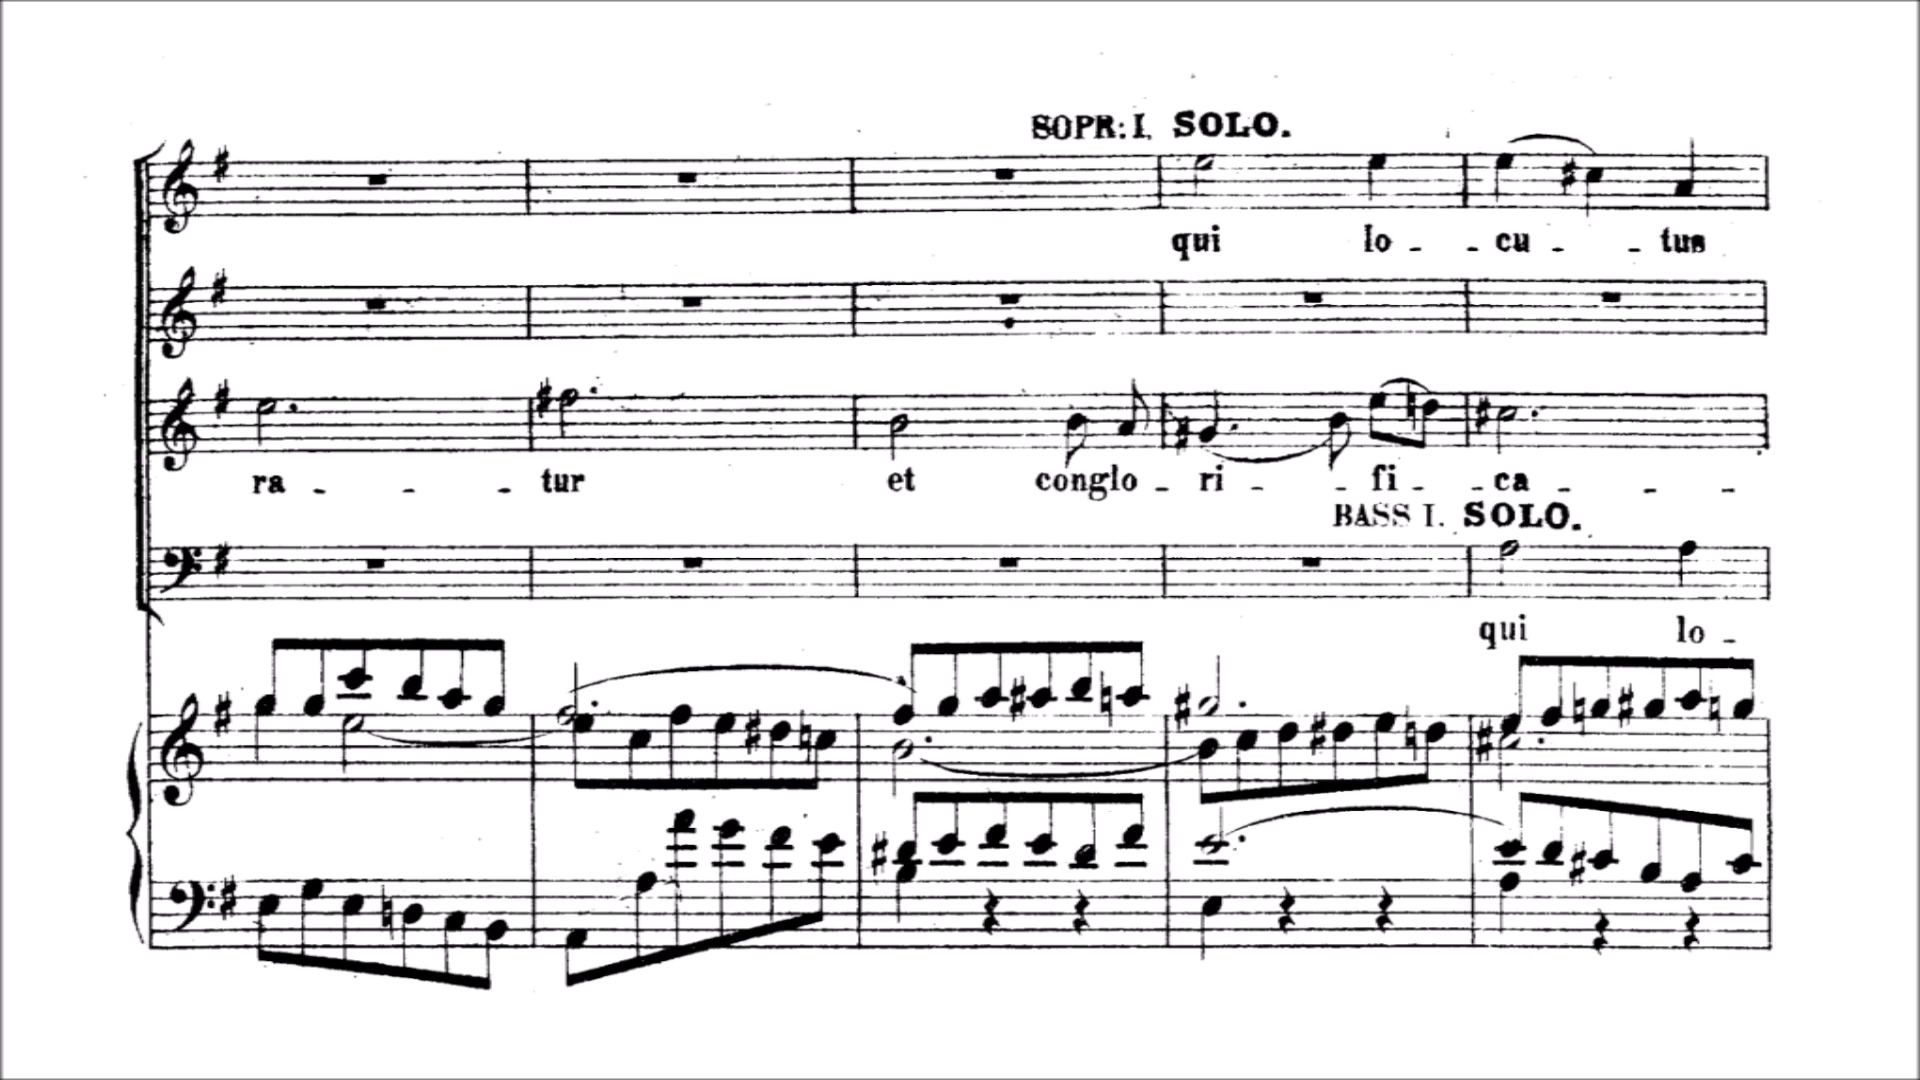 SOPR: I. SOLO.
qui lo - - cu - - tus
ra - - - tur et conglo - ri - - fi - - ca - - -
BASS I. SOLO.
qui lo -